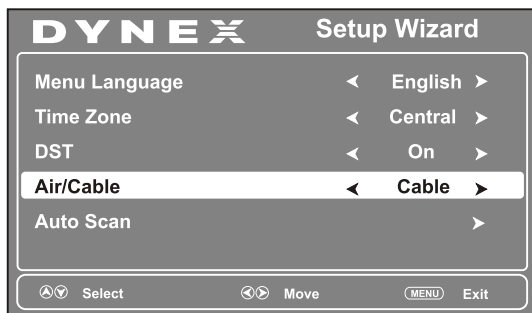 DYNEX Setup Wizard
Menu Language English
Time Zone Central
DST On
Air/Cable Cable
Auto Scan
Select Move MENU Exit